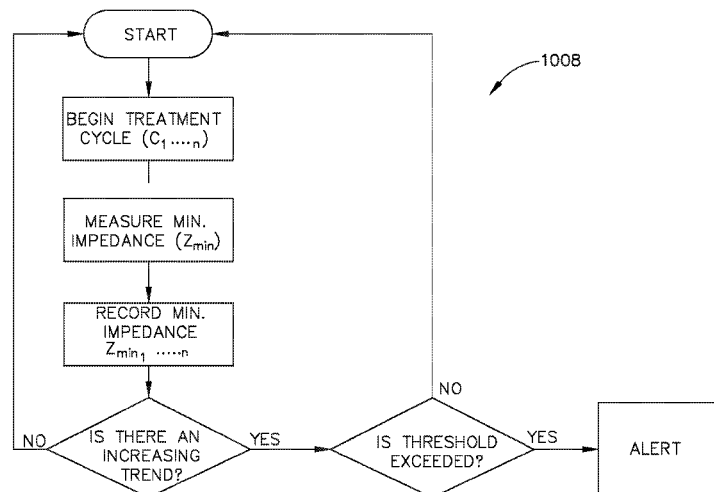 START
1008
BEGIN TREATMENT
CYCLE (C₁....ₙ)
MEASURE MIN.
IMPEDANCE (Zₘᵢₙ)
RECORD MIN.
IMPEDANCE
Zₘᵢₙ₁ .....ₙ
NO
IS THERE AN
INCREASING
TREND?
YES
NO
IS THRESHOLD
EXCEEDED?
YES
ALERT